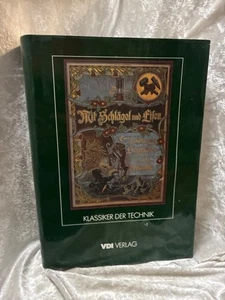 Mit Schlägel und Eisen
KLASSIKER DER TECHNIK
VDI VERLAG